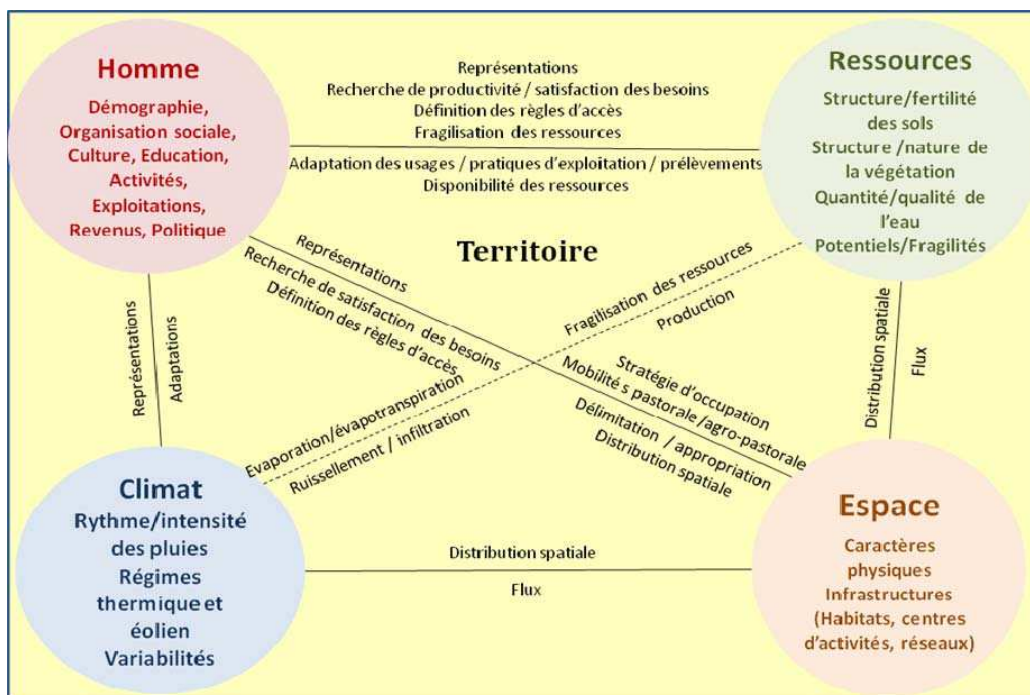 Homme
Démographie,
Organisation sociale,
Culture, Education,
Activités,
Exploitations,
Revenus, Politique
Représentations
Recherche de productivité / satisfaction des besoins
Définition des règles d'accès
Fragilisation des ressources
Adaptation des usages / pratiques d'exploitation / prélèvements
Disponibilité des ressources
Ressources
Structure/fertilité
des sols
Structure /nature de
la végétation
Quantité/qualité de
l'eau
Potentiels/Fragilités
Territoire
Représentations
Recherche de satisfaction des besoins
Définition des règles d'accès
Fragilisation des ressources
Production
Représentations
Adaptations
Distribution spatiale
Flux
Evaporation/évapotranspiration
Ruissellement / infiltration
Stratégie d'occupation
Mobilité s pastorale /agro-pastorale
Délimitation / appropriation
Distribution spatiale
Climat
Rythme/intensité
des pluies
Régimes
thermique et
éolien
Variabilités
Distribution spatiale
Flux
Espace
Caractères
physiques
Infrastructures
(Habitats, centres
d'activités, réseaux)